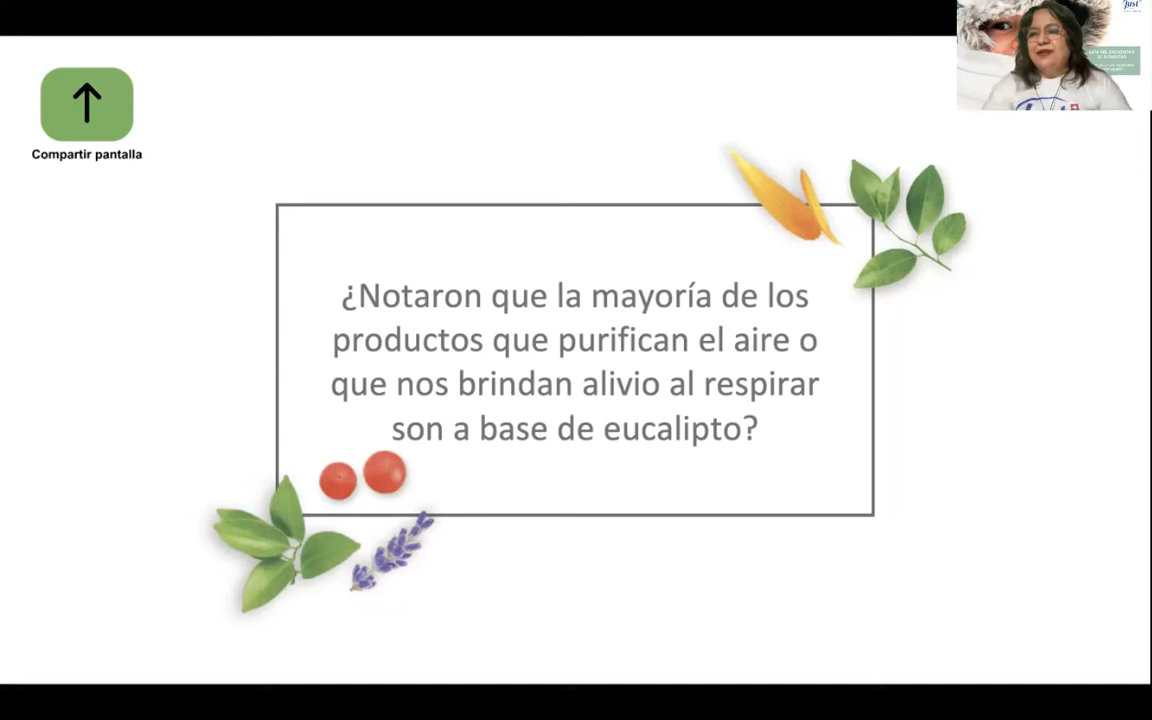 Just
Compartir pantalla
¿Notaron que la mayoría de los
productos que purifican el aire o
que nos brindan alivio al respirar
son a base de eucalipto?